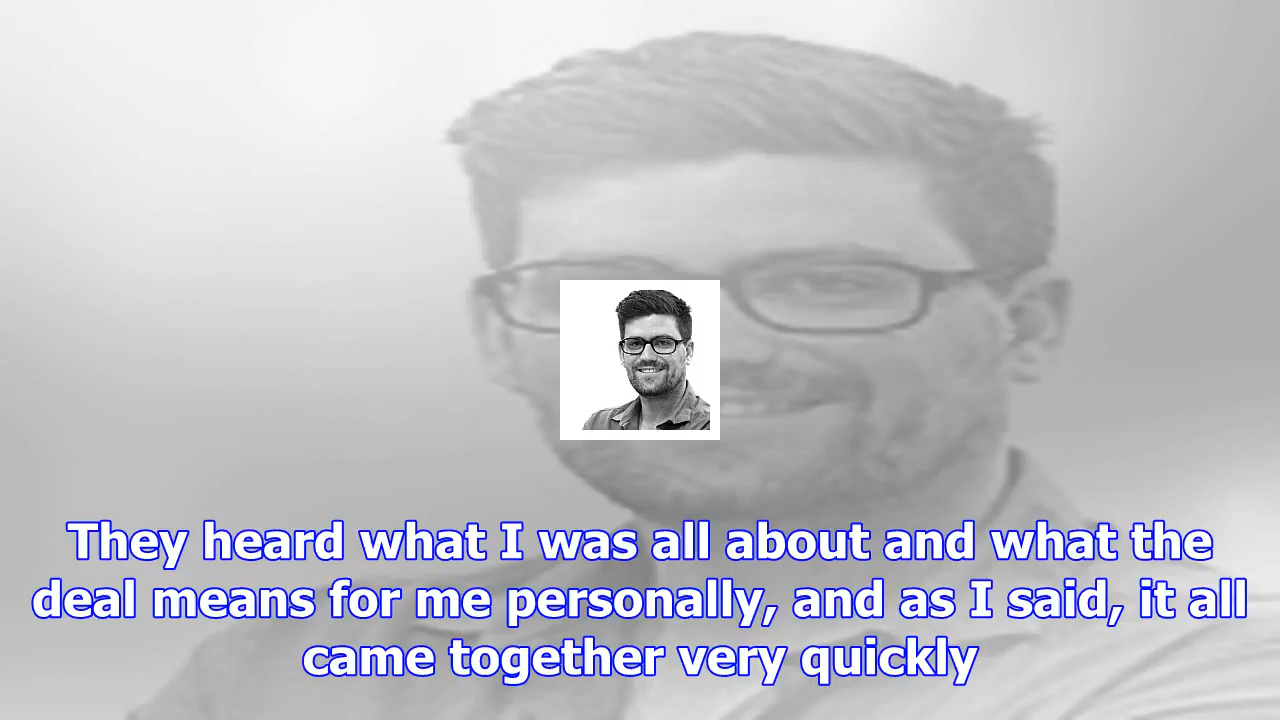 They heard what I was all about and what the
deal means for me personally, and as I said, it all
came together very quickly